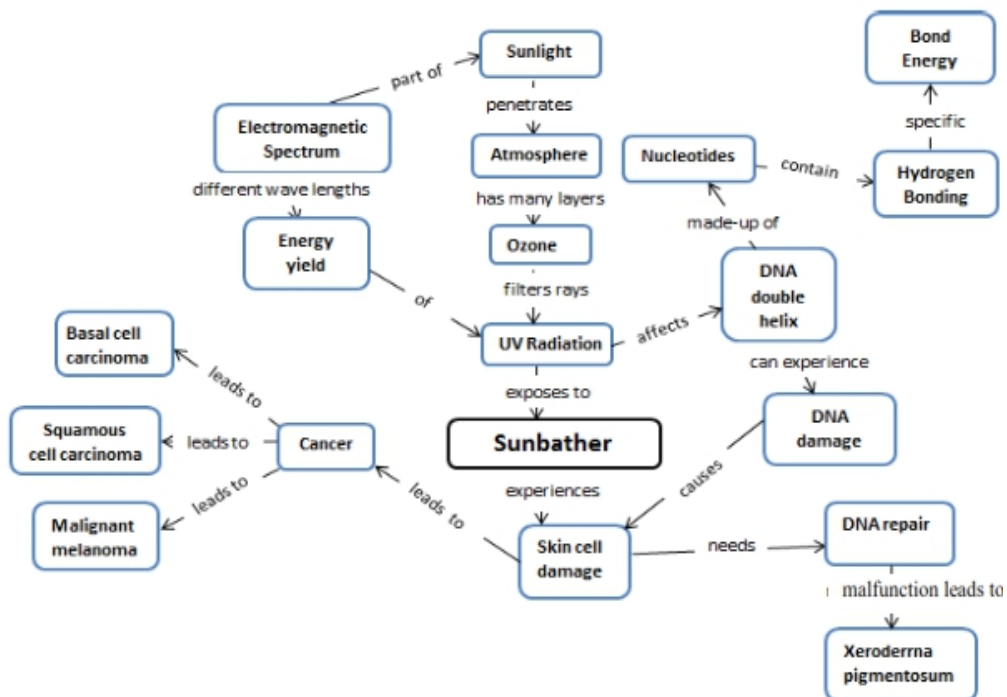 Bond
Energy
Sunlight
part of
penetrates
specific
Electromagnetic
Spectrum
Atmosphere
Nucleotides
contain
Hydrogen
Bonding
different wave lengths
has many layers
made-up of
Energy
yield
Ozone
DNA
double
helix
of
filters rays
affects
UV Radiation
Basal cell
carcinoma
leads to
exposes to
can experience
Squamous
cell carcinoma
leads to
Cancer
Sunbather
DNA
damage
leads to
Malignant
melanoma
leads to
experiences
causes
Skin cell
damage
needs
DNA repair
malfunction leads to
Xeroderrna
pigmentosum